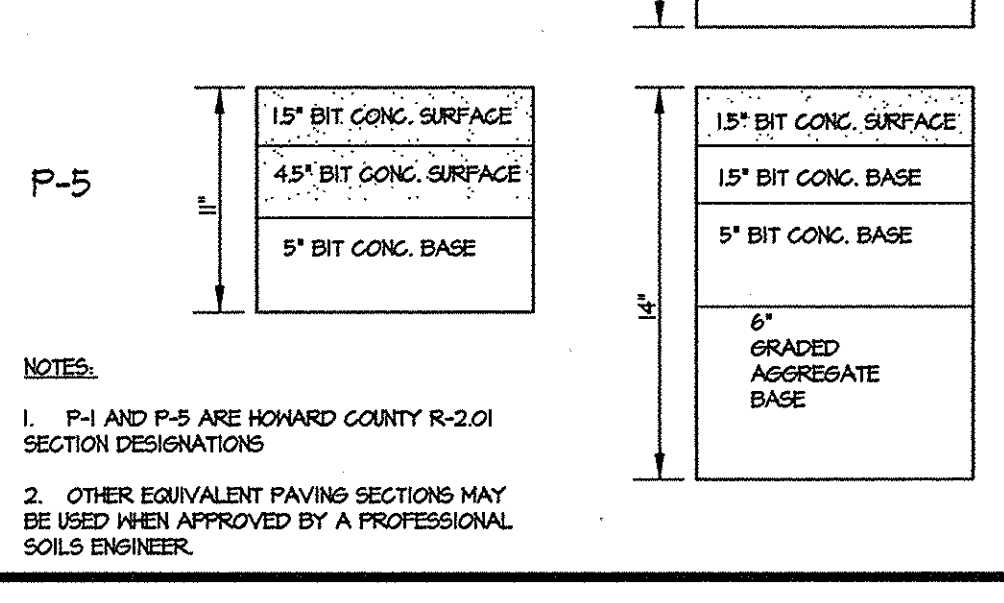 P-5
11"
1.5" BIT. CONC. SURFACE
4.5" BIT. CONC. SURFACE
5" BIT CONC. BASE
14"
1.5" BIT CONC. SURFACE
1.5" BIT CONC. BASE
5" BIT CONC. BASE
6"
GRADED
AGGREGATE
BASE
NOTES:
1. P-1 AND P-5 ARE HOWARD COUNTY R-2.01
SECTION DESIGNATIONS
2. OTHER EQUIVALENT PAVING SECTIONS MAY
BE USED WHEN APPROVED BY A PROFESSIONAL
SOILS ENGINEER.